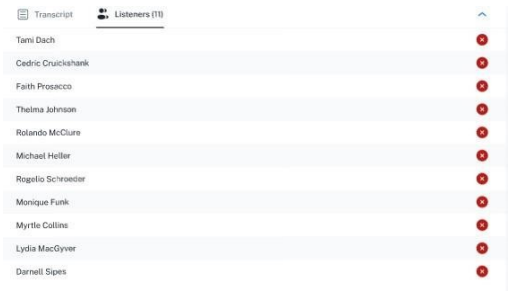 Transcript Listeners (11)
Tami Dach
Cedric Cruickshank
Faith Prosacco
Thelma Johnson
Rolando McClure
Michael Heller
Rogelio Schroeder
Monique Funk
Myrtle Collins
Lydia MacGyver
Darnell Sipes